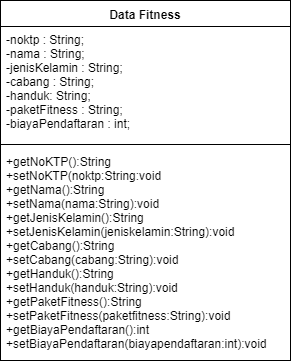 Data Fitness
-noktp : String;
-nama : String;
-jenisKelamin : String;
-cabang : String;
-handuk: String;
-paketFitness : String;
-biayaPendaftaran : int;
+getNoKTP():String
+setNoKTP(noktp:String:void
+getNama():String
+setNama(nama:String):void
+getJenisKelamin():String
+setJenisKelamin(jeniskelamin:String):void
+getCabang():String
+setCabang(cabang:String):void
+getHanduk():String
+setHanduk(handuk:String):void
+getPaketFitness():String
+setPaketFitness(paketfitness:String):void
+getBiayaPendaftaran():int
+setBiayaPendaftaran(biayapendaftaran:int):void